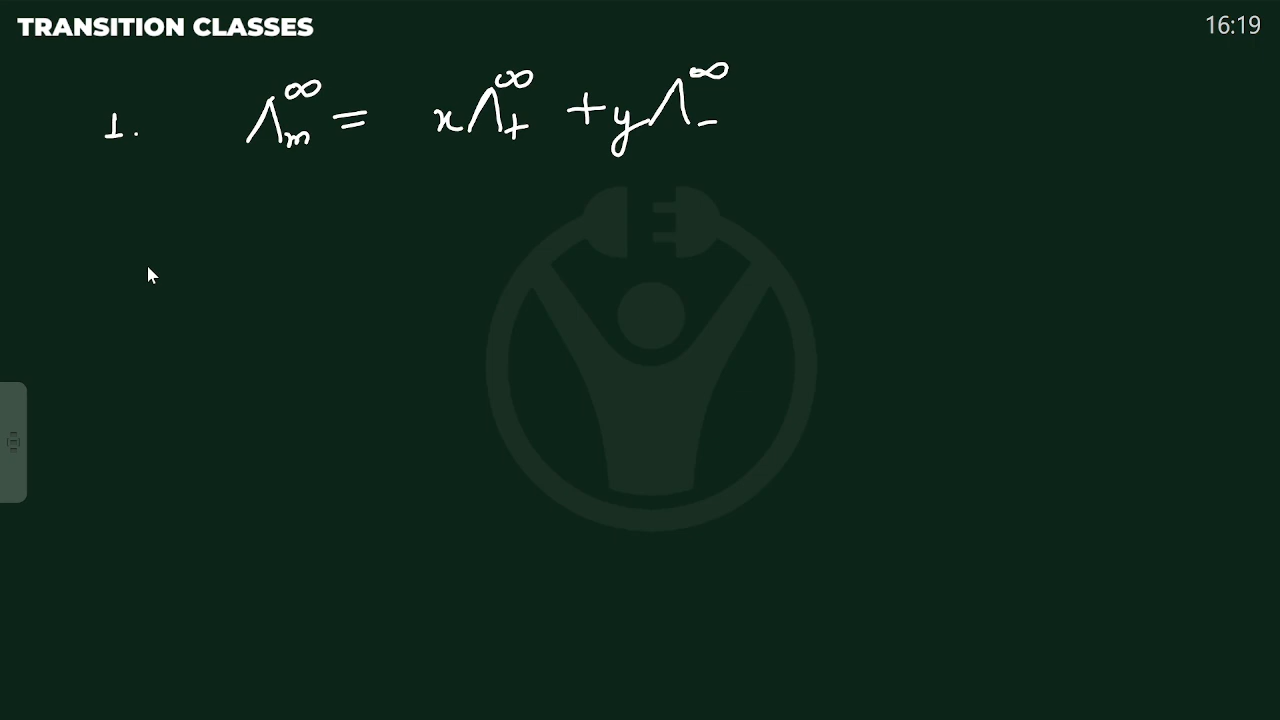 TRANSITION CLASSES
16:19
1. Λₘ^∞ = xΛ₊^∞ + yΛ₋^∞